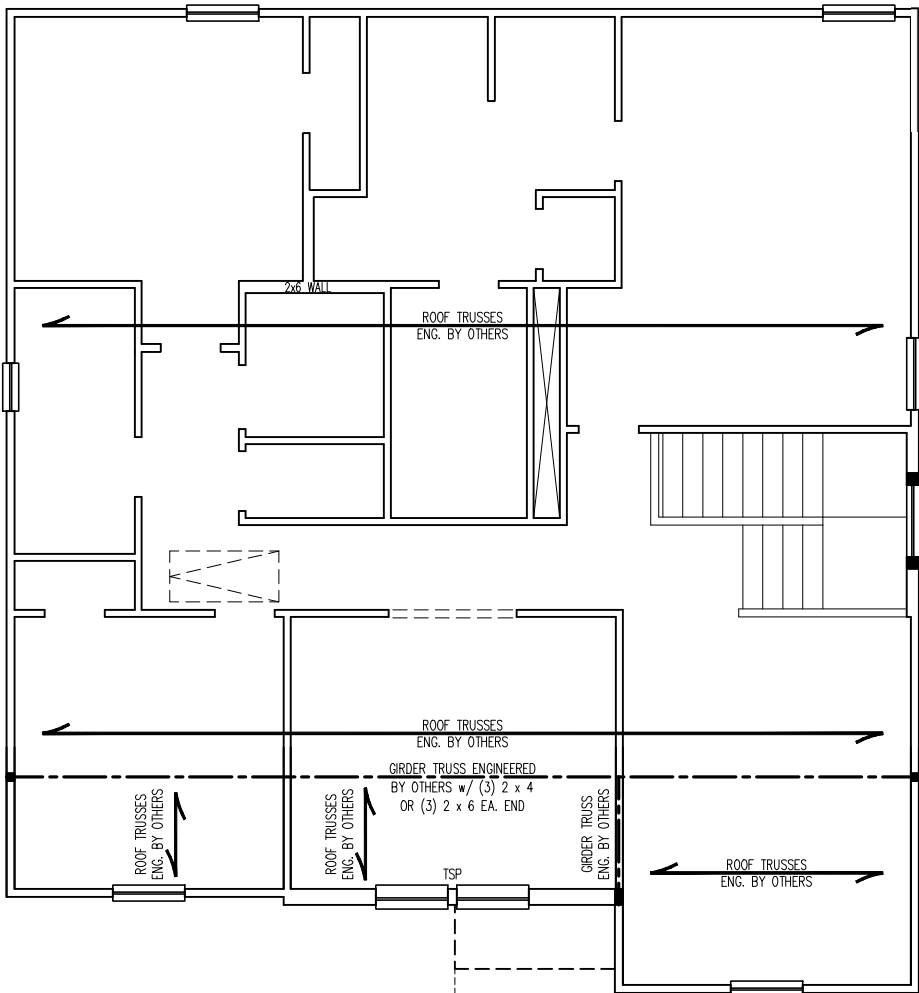 2x6 WALL
ROOF TRUSSES
ENG. BY OTHERS
ROOF TRUSSES
ENG. BY OTHERS
GIRDER TRUSS ENGINEERED
BY OTHERS w/ (3) 2 x 4
OR (3) 2 x 6 EA. END
ROOF TRUSSES
ENG. BY OTHERS
ROOF TRUSSES
ENG. BY OTHERS
GIRDER TRUSS
ENG. BY OTHERS
TSP
ROOF TRUSSES
ENG. BY OTHERS